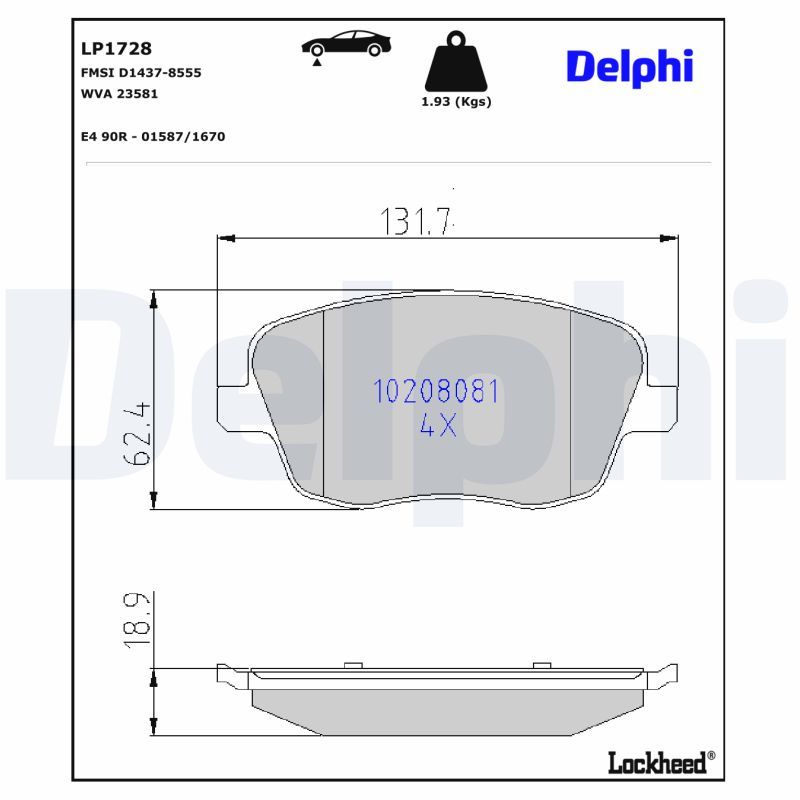 LP1728
FMSI D1437-8555
WVA 23581
E4 90R - 01587/1670
1.93 (Kgs)
Delphi
131.7
62.4
10208081
4X
18.9
Delphi
Lockheed®